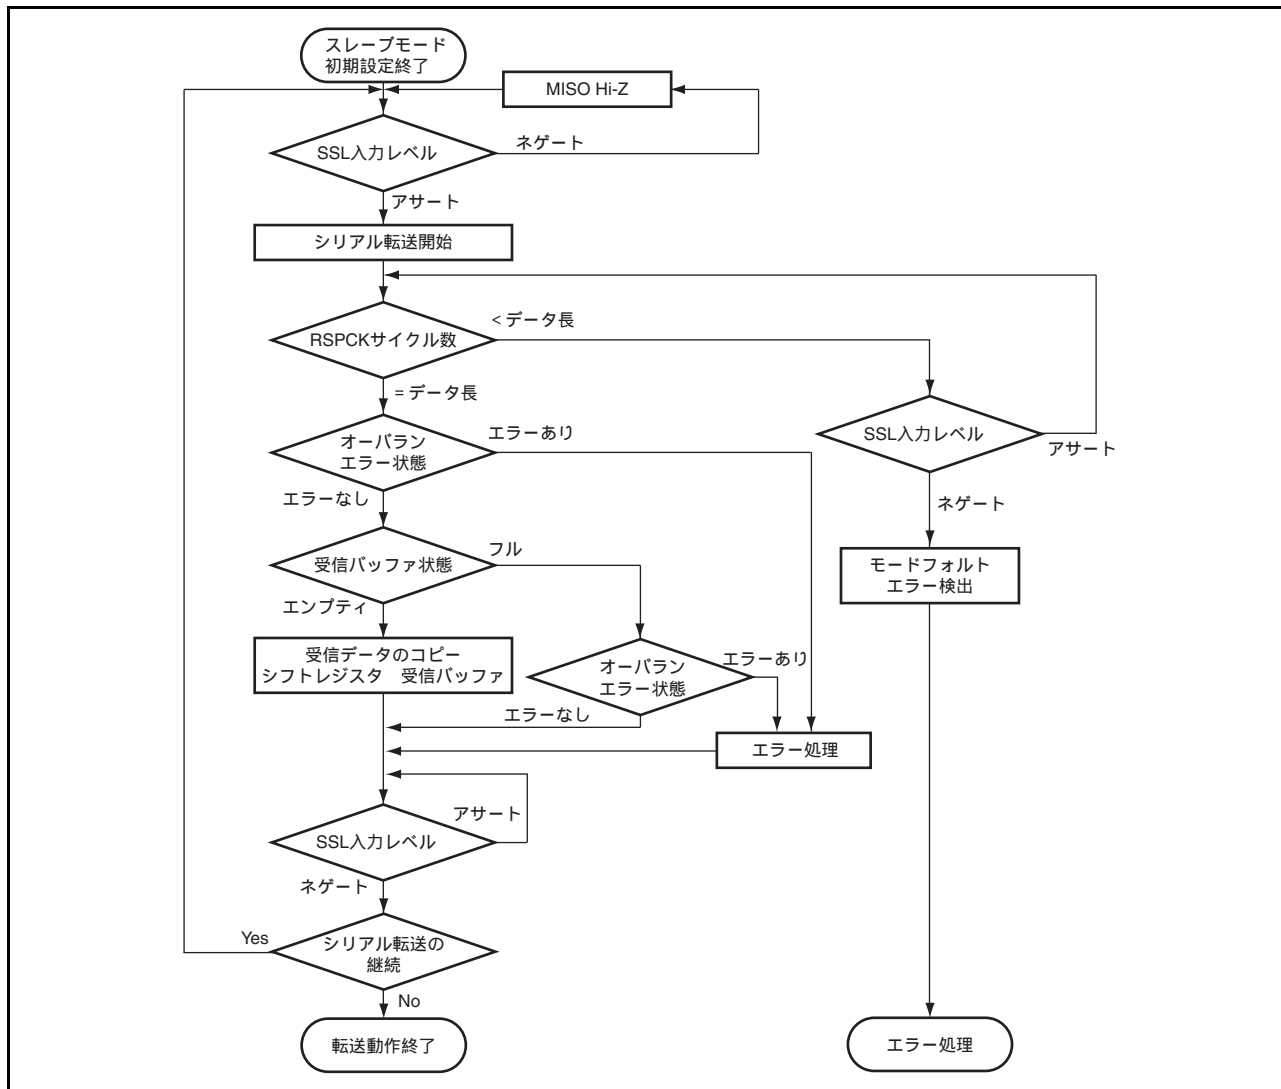 スレーブモード
初期設定終了
MISO Hi-Z
SSL入力レベル
ネゲート
アサート
シリアル転送開始
RSPCKサイクル数
< データ長
= データ長
SSL入力レベル
アサート
ネゲート
オーバラン
エラー状態
エラーあり
エラーなし
受信バッファ状態
フル
エンプティ
モードフォルト
エラー検出
受信データのコピー
シフトレジスタ　受信バッファ
オーバラン
エラー状態
エラーあり
エラーなし
エラー処理
SSL入力レベル
アサート
ネゲート
シリアル転送の
継続
Yes
No
転送動作終了
エラー処理